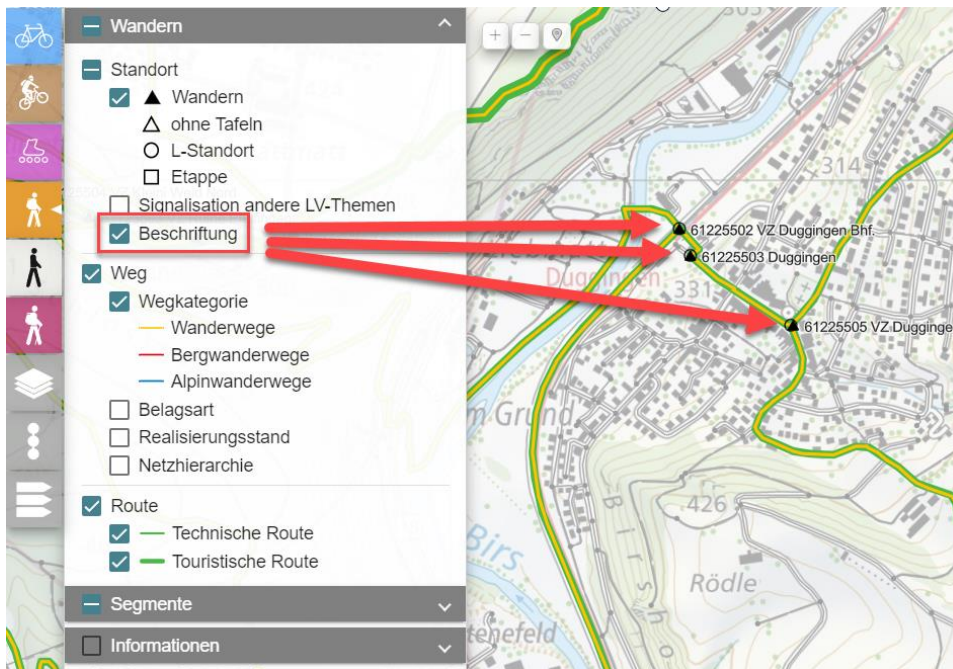 Wandern
Standort
Wandern
ohne Tafeln
L-Standort
Etappe
Signalisation andere LV-Themen
Beschriftung
Weg
Wegkategorie
Wanderwege
Bergwanderwege
Alpinwanderwege
Belagsart
Realisierungsstand
Netzhierarchie
Route
Technische Route
Touristische Route
Segmente
Informationen
314
61225502 VZ Duggingen Bhf.
61225503 Duggingen
Duggingen
331
61225505 VZ Dugginge
m Grund
426
Birs
Rödle